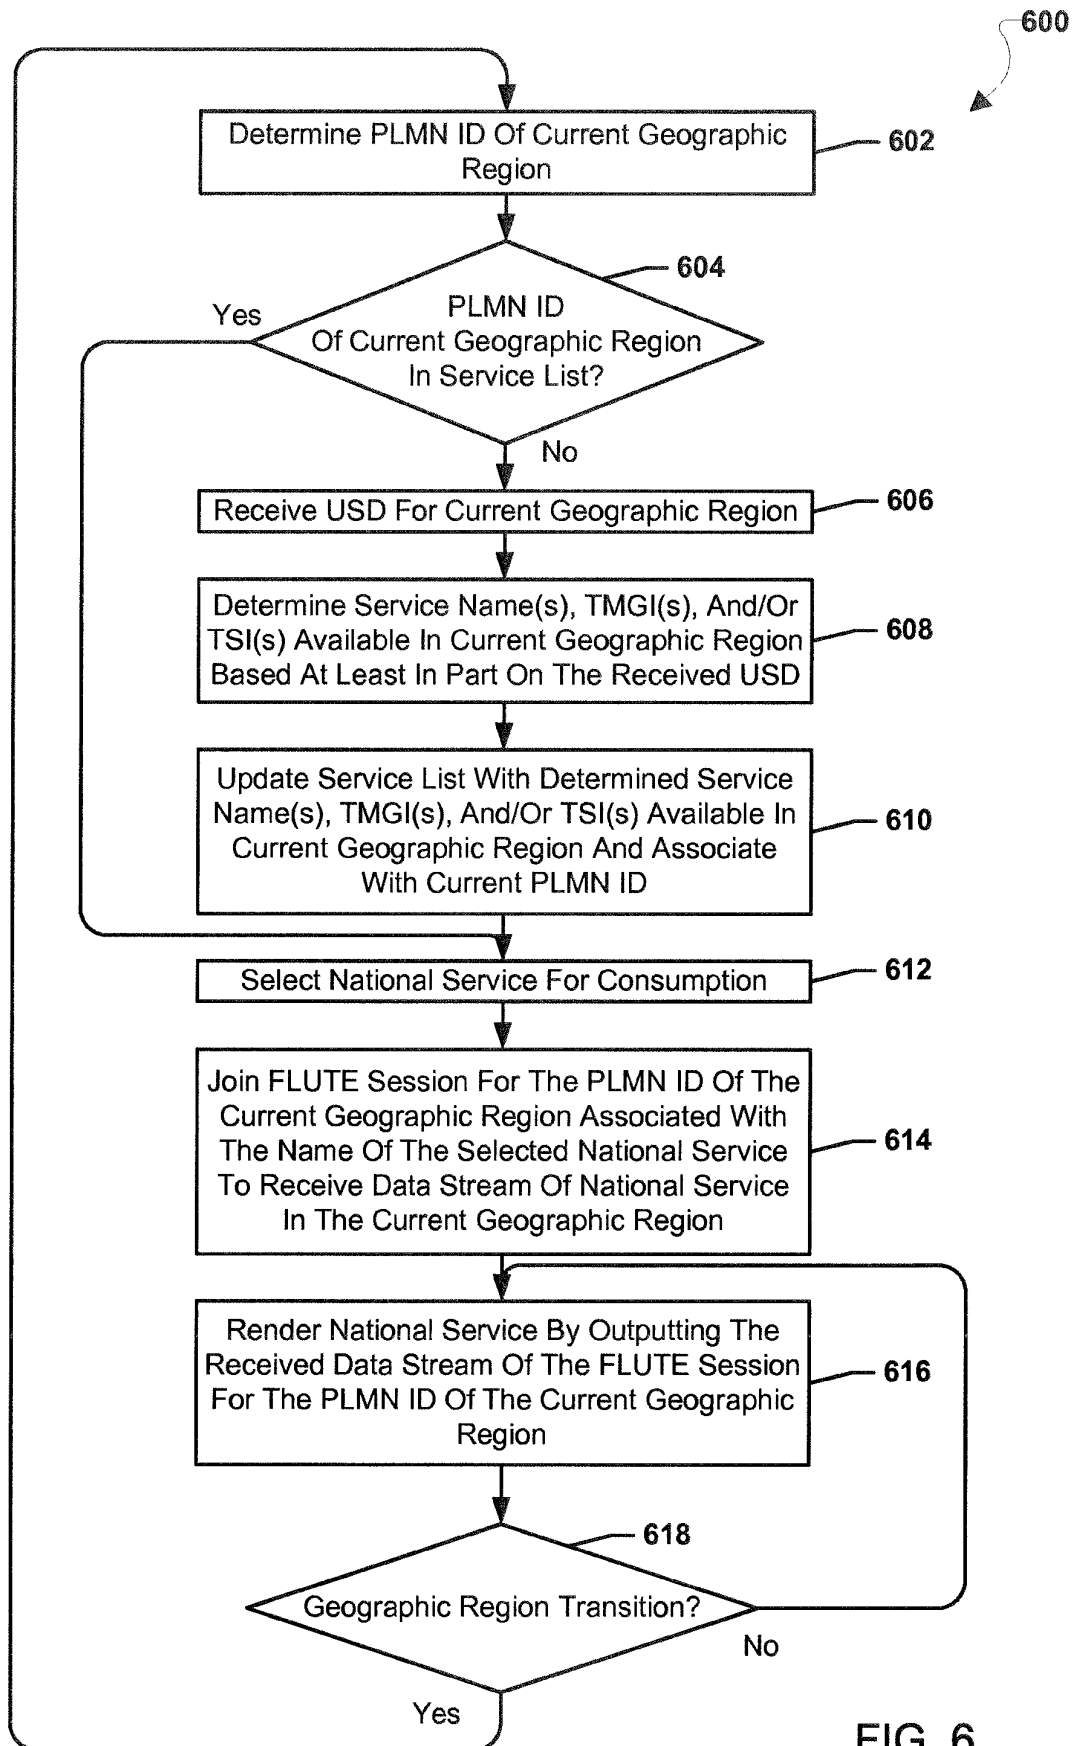 600
Determine PLMN ID Of Current Geographic
Region
602
604
PLMN ID
Of Current Geographic Region
In Service List?
Yes
No
Receive USD For Current Geographic Region
606
Determine Service Name(s), TMGI(s), And/Or
TSI(s) Available In Current Geographic Region
Based At Least In Part On The Received USD
608
Update Service List With Determined Service
Name(s), TMGI(s), And/Or TSI(s) Available In
Current Geographic Region And Associate
With Current PLMN ID
610
Select National Service For Consumption
612
Join FLUTE Session For The PLMN ID Of The
Current Geographic Region Associated With
The Name Of The Selected National Service
To Receive Data Stream Of National Service
In The Current Geographic Region
614
Render National Service By Outputting The
Received Data Stream Of The FLUTE Session
For The PLMN ID Of The Current Geographic
Region
616
618
Geographic Region Transition?
No
Yes
FIG. 6